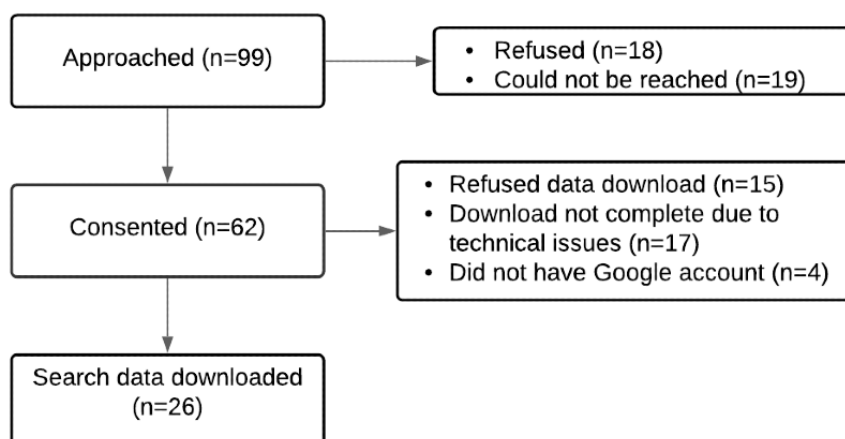 Approached (n=99)
• Refused (n=18)
• Could not be reached (n=19)
Consented (n=62)
• Refused data download (n=15)
• Download not complete due to
technical issues (n=17)
• Did not have Google account (n=4)
Search data downloaded
(n=26)